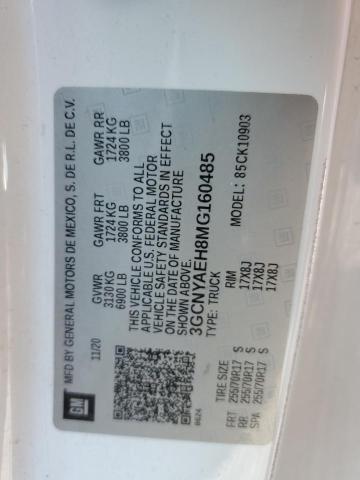 GM
MFD BY GENERAL MOTORS DE MEXICO, S. DE R.L. DE C.V.
11/20 GVWR GAWR FRT GAWR RR
3130 KG 1724 KG 1724 KG
6900 LB 3800 LB 3800 LB
THIS VEHICLE CONFORMS TO ALL
APPLICABLE U.S. FEDERAL MOTOR
VEHICLE SAFETY STANDARDS IN EFFECT
ON THE DATE OF MANUFACTURE
SHOWN ABOVE.
3GCNYAEH8MG160485
TYPE: TRUCK MODEL: 85CK10903
8624
TIRE SIZE RIM
FRT 255/70R17 S 17X8J
RR 255/70R17 S 17X8J
SPA 255/70R17 S 17X8J